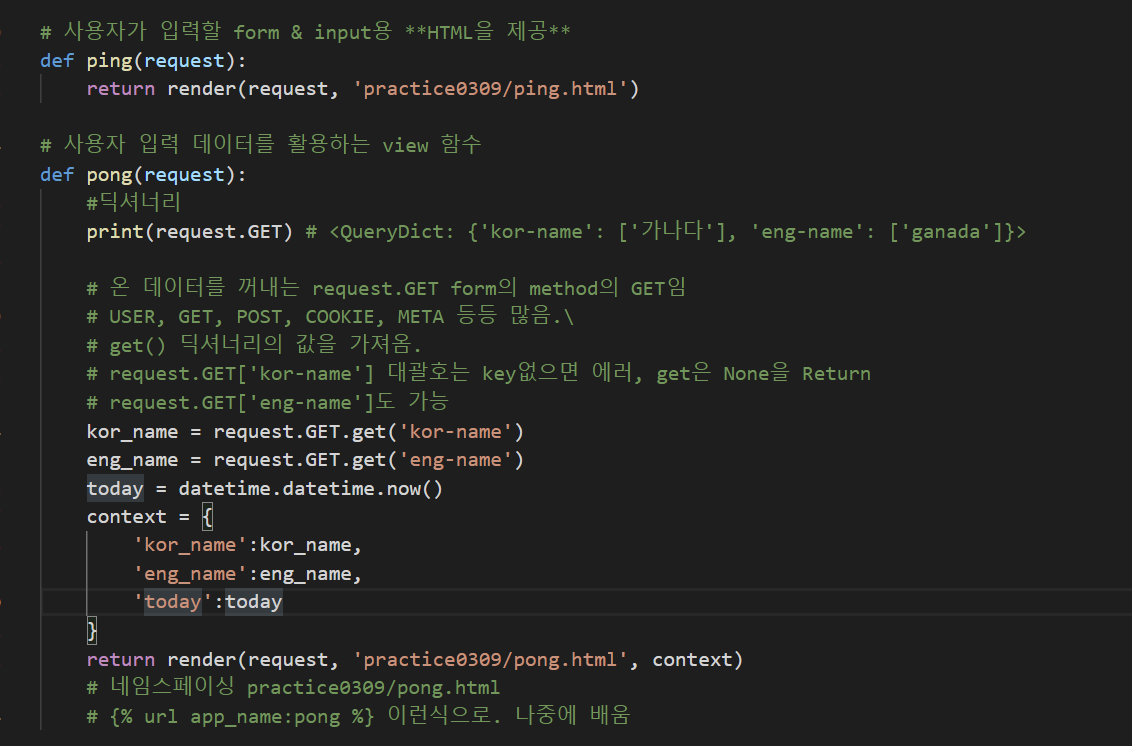 # 사용자가 입력할 form & input용 **HTML을 제공**
def ping(request):
    return render(request, 'practice0309/ping.html')
# 사용자 입력 데이터를 활용하는 view 함수
def pong(request):
    #딕셔너리
    print(request.GET) # <QueryDict: {'kor-name': ['가나다'], 'eng-name': ['ganada']}>
    # 온 데이터를 꺼내는 request.GET form의 method의 GET임
    # USER, GET, POST, COOKIE, META 등등 많음.\
    # get() 딕셔너리의 값을 가져옴.
    # request.GET['kor-name'] 대괄호는 key없으면 에러, get은 None을 Return
    # request.GET['eng-name']도 가능
    kor_name = request.GET.get('kor-name')
    eng_name = request.GET.get('eng-name')
    today = datetime.datetime.now()
    context = {
        'kor_name':kor_name,
        'eng_name':eng_name,
        'today':today
    }
    return render(request, 'practice0309/pong.html', context)
    # 네임스페이싱 practice0309/pong.html
    # {% url app_name:pong %} 이런식으로. 나중에 배움